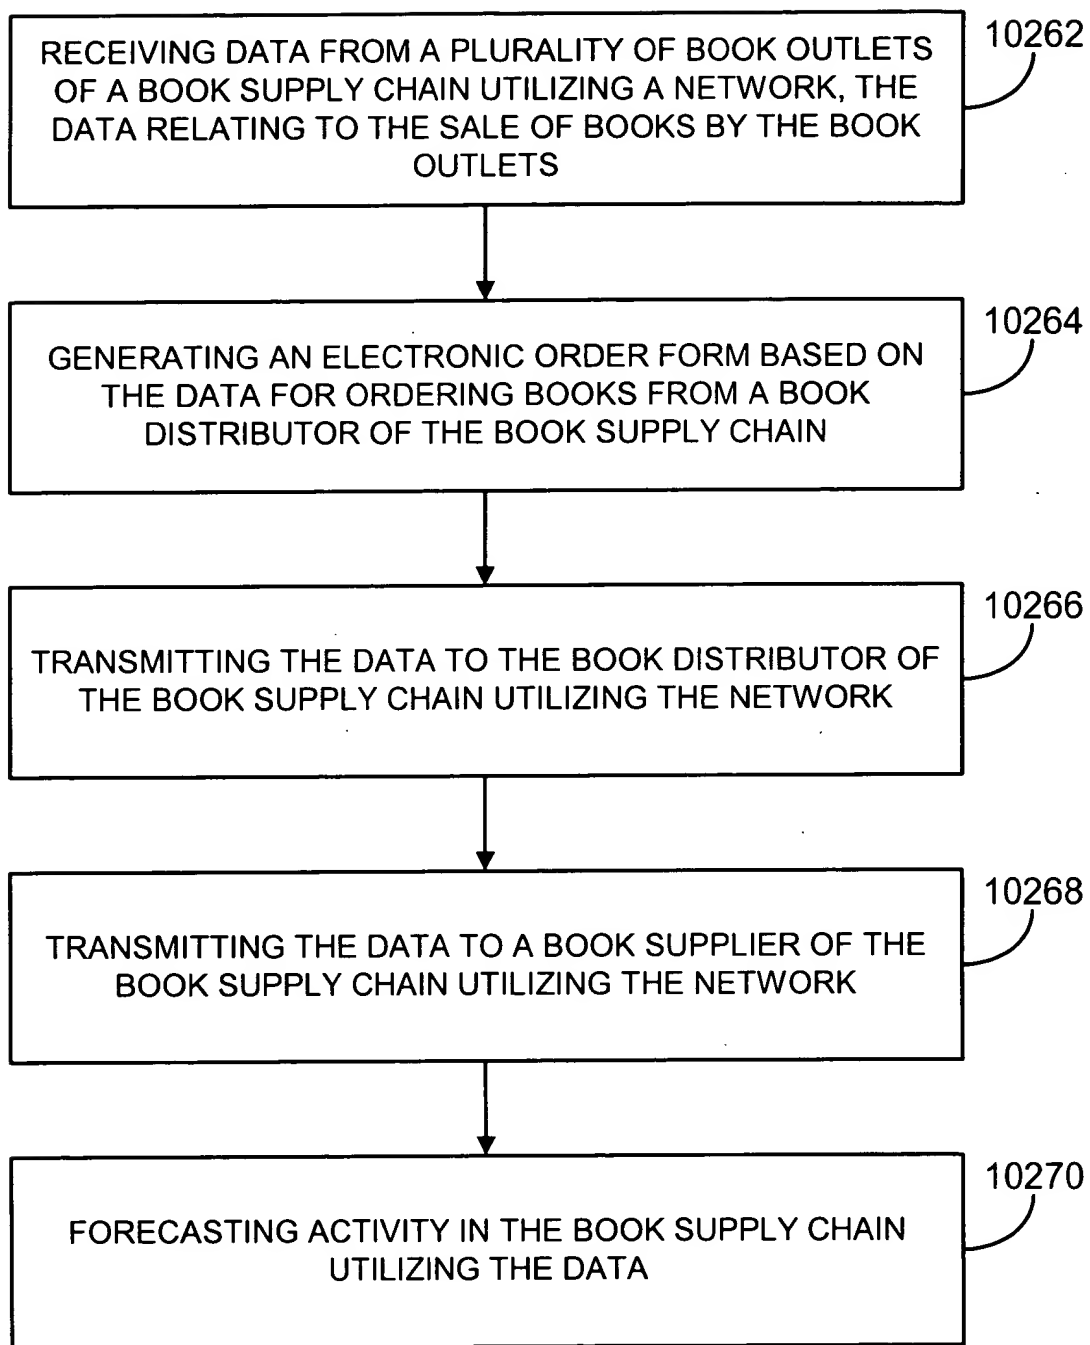 RECEIVING DATA FROM A PLURALITY OF BOOK OUTLETS
OF A BOOK SUPPLY CHAIN UTILIZING A NETWORK, THE
DATA RELATING TO THE SALE OF BOOKS BY THE BOOK
OUTLETS
10262
GENERATING AN ELECTRONIC ORDER FORM BASED ON
THE DATA FOR ORDERING BOOKS FROM A BOOK
DISTRIBUTOR OF THE BOOK SUPPLY CHAIN
10264
TRANSMITTING THE DATA TO THE BOOK DISTRIBUTOR OF
THE BOOK SUPPLY CHAIN UTILIZING THE NETWORK
10266
TRANSMITTING THE DATA TO A BOOK SUPPLIER OF THE
BOOK SUPPLY CHAIN UTILIZING THE NETWORK
10268
FORECASTING ACTIVITY IN THE BOOK SUPPLY CHAIN
UTILIZING THE DATA
10270